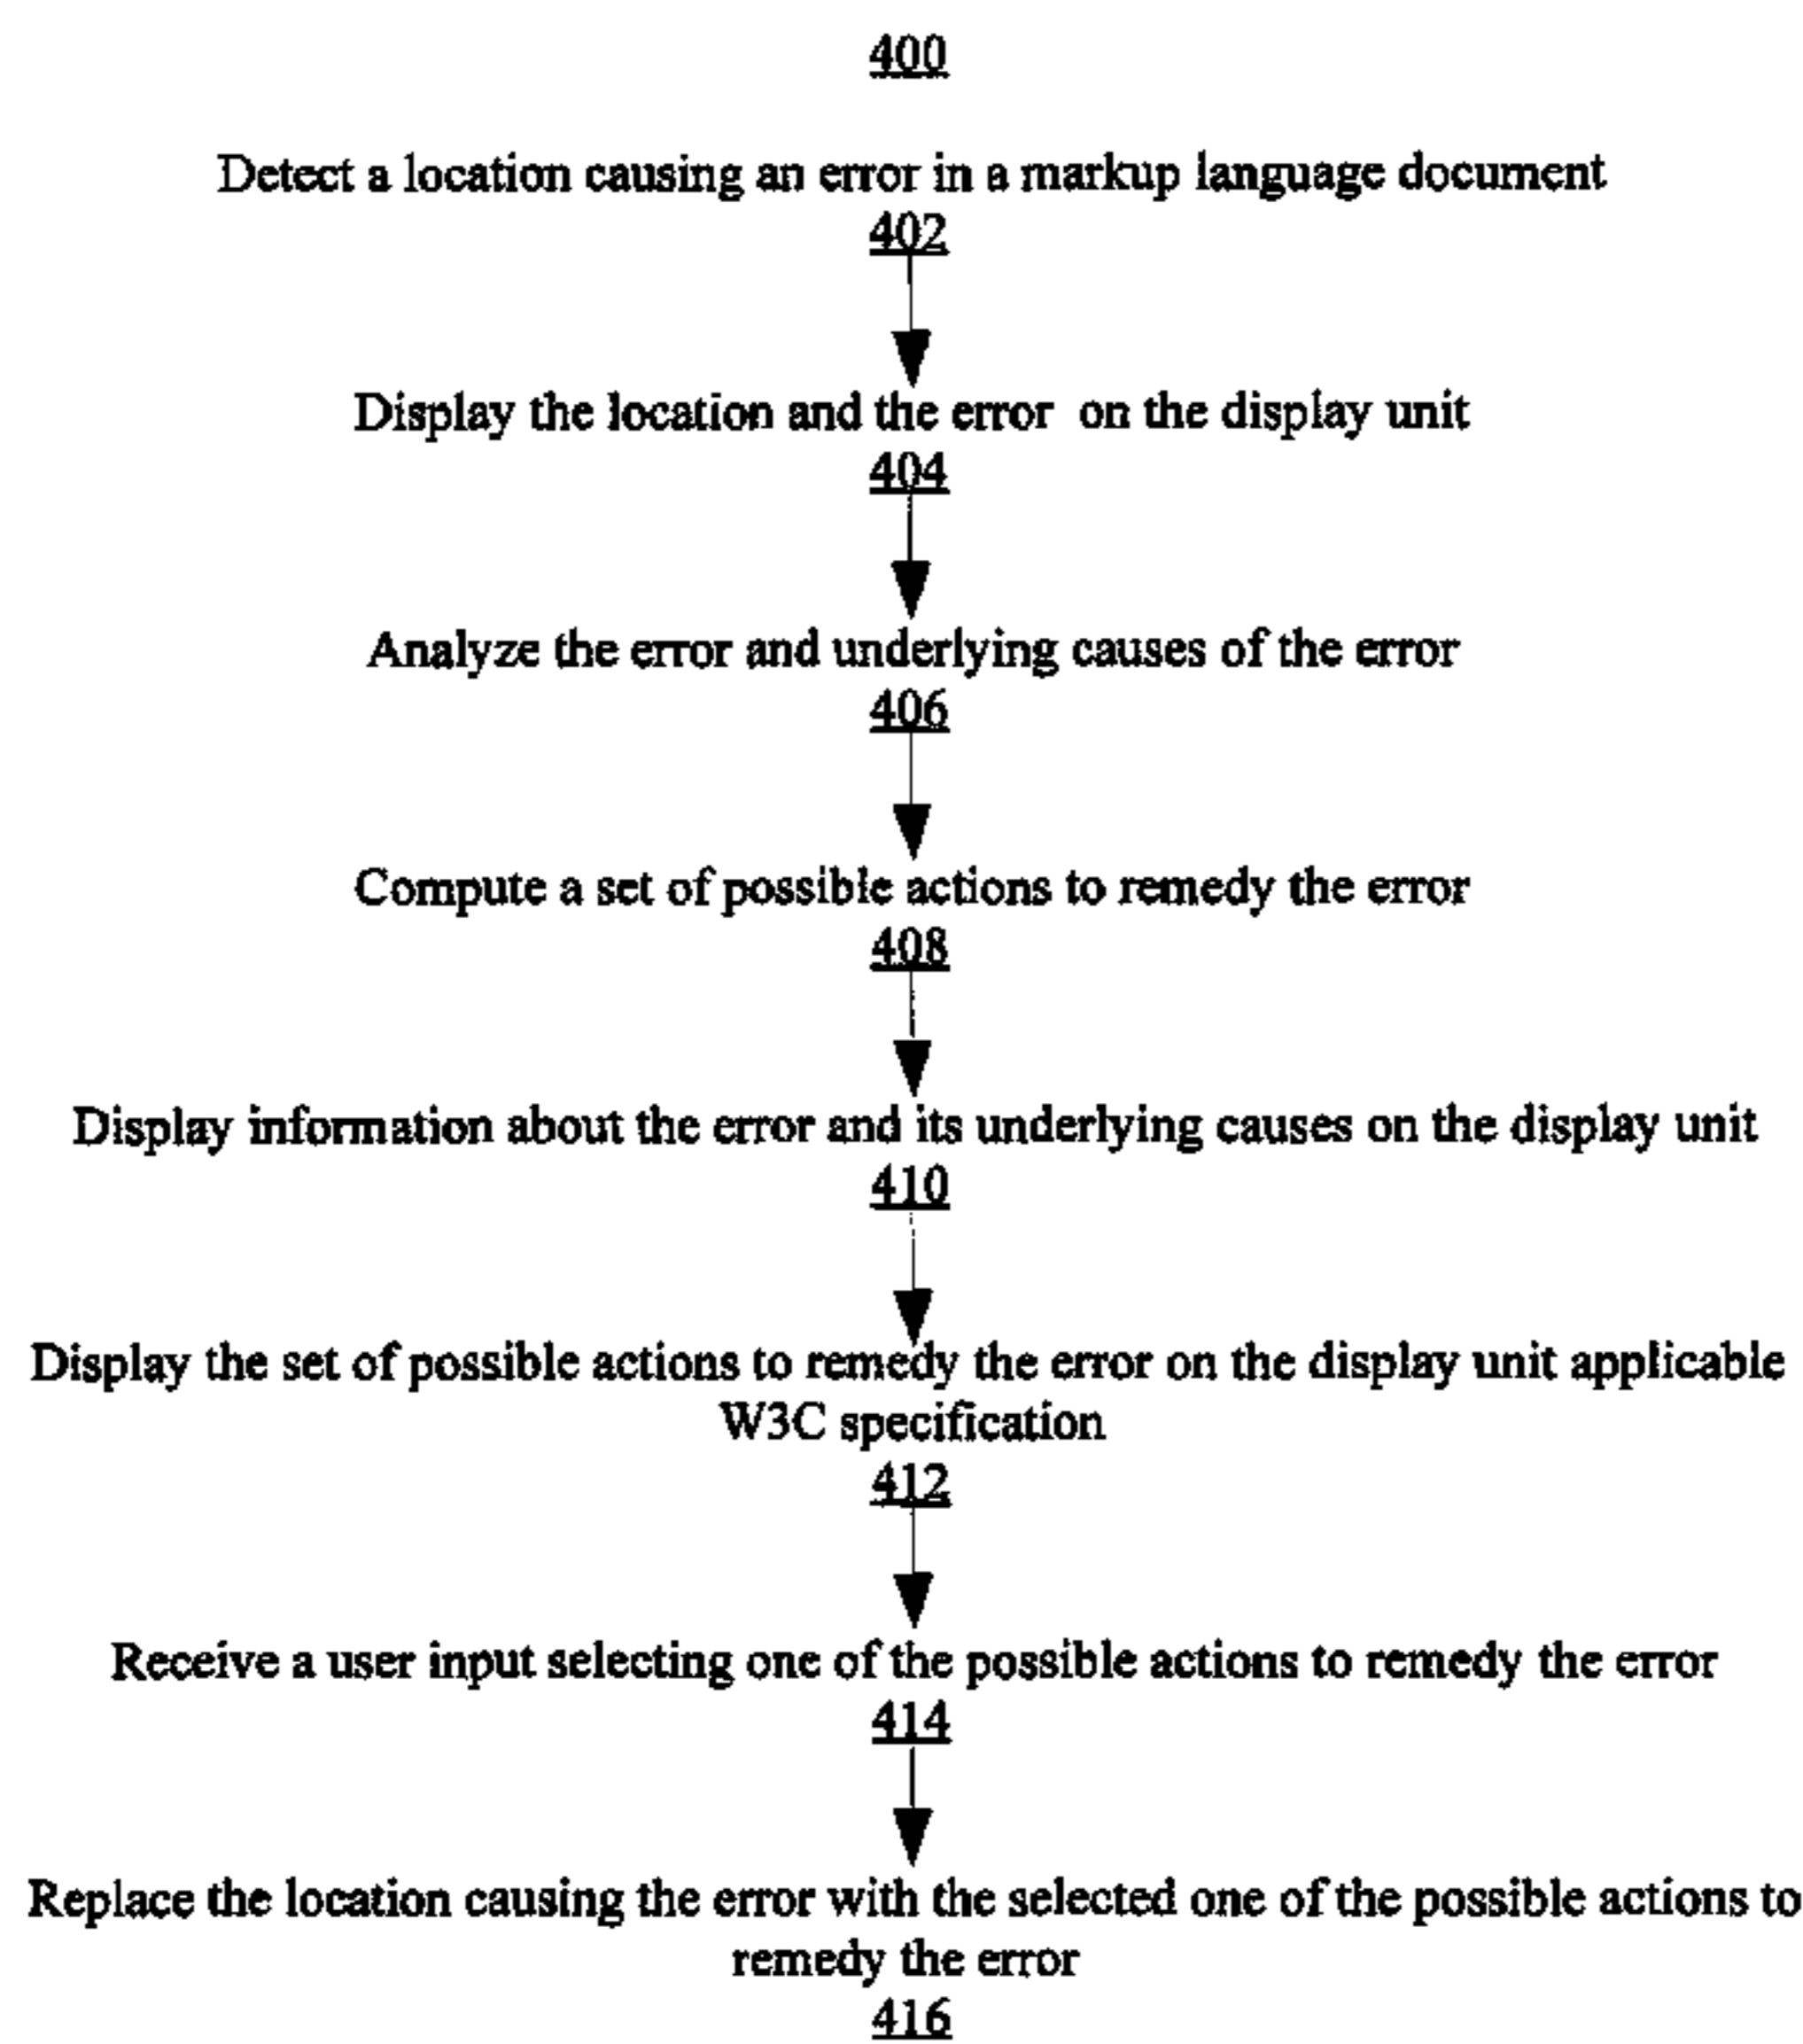 400
Detect a location causing an error in a markup language document
402
Display the location and the error on the display unit
404
Analyze the error and underlying causes of the error
406
Compute a set of possible actions to remedy the error
408
Display information about the error and its underlying causes on the display unit
410
Display the set of possible actions to remedy the error on the display unit applicable
W3C specification
412
Receive a user input selecting one of the possible actions to remedy the error
414
Replace the location causing the error with the selected one of the possible actions to
remedy the error
416